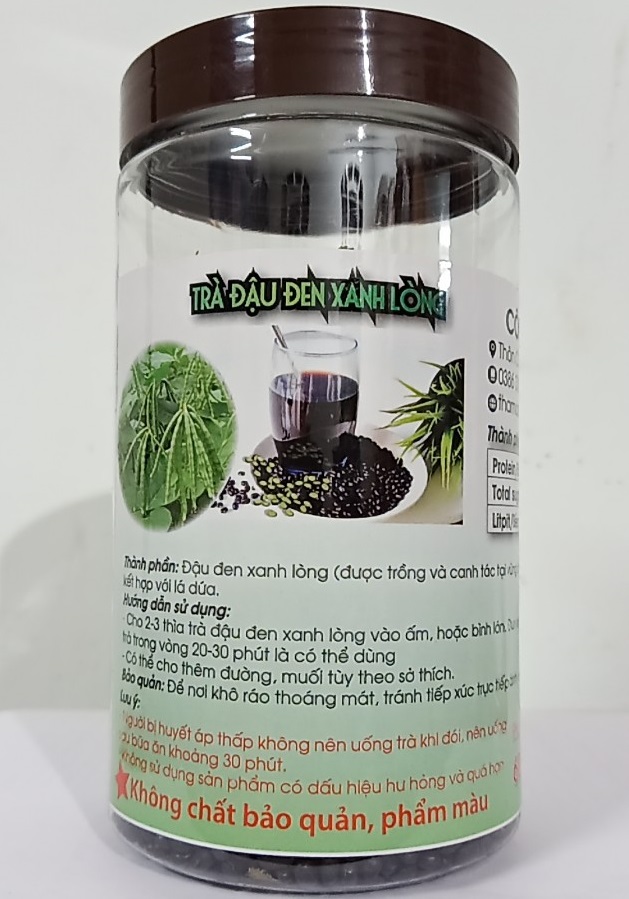 TRÀ ĐẬU ĐEN XANH LÒNG
Thành phần: Đậu đen xanh lòng (được trồng và canh tác tại vùng
kết hợp với lá dứa.
Hướng dẫn sử dụng:
- Cho 2-3 thìa trà đậu đen xanh lòng vào ấm, hoặc bình lớn.
trà trong vòng 20-30 phút là có thể dùng
- Có thể cho thêm đường, muối tùy theo sở thích.
Bảo quản: Để nơi khô ráo thoáng mát, tránh tiếp xúc trực tiếp
Lưu ý:
Người bị huyết áp thấp không nên uống trà khi đói, nên uống
bữa ăn khoảng 30 phút.
Không sử dụng sản phẩm có dấu hiệu hư hỏng và quá hạn
Không chất bảo quản, phẩm màu
0386
Protein
Total